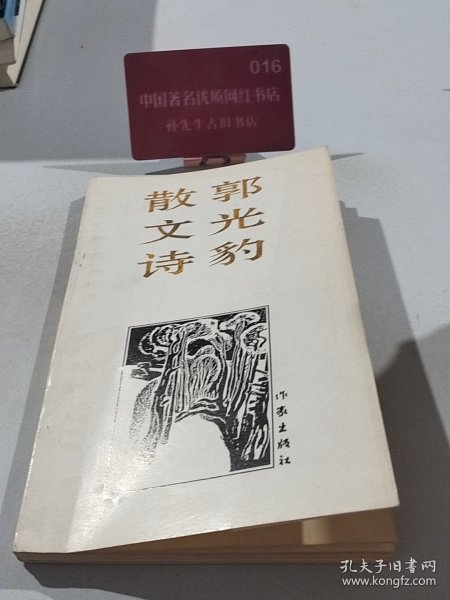 016
中国著名优质网红书店
孙先生古旧书店
郭光豹
散文诗
作家出版社
孔夫子旧书网
www.kongfz.com